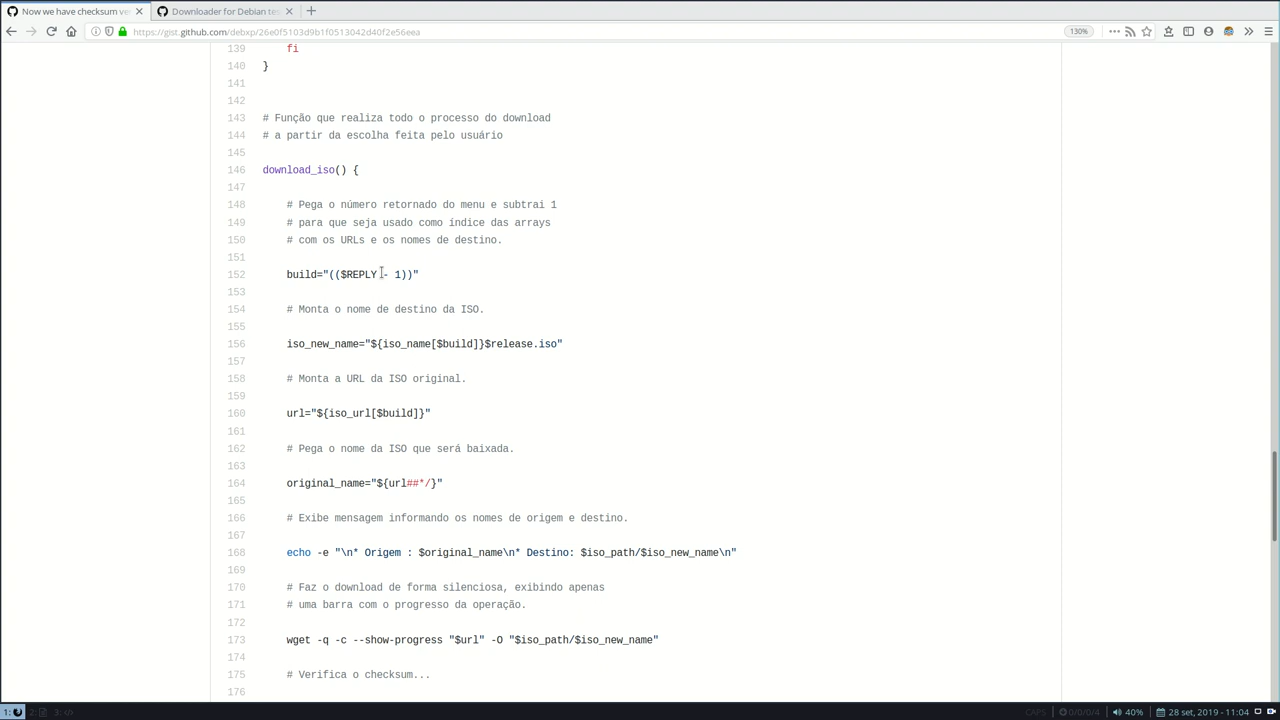 Now we have checksum ve
Downloader for Debian te
https://gist.github.com/debxp/26e0f5103d9b1f0513042d40f2e56eea
130%
139 fi
140 }
141
142
143 # Função que realiza todo o processo do download
144 # a partir da escolha feita pelo usuário
145
146 download_iso() {
147
148 # Pega o número retornado do menu e subtrai 1
149 # para que seja usado como índice das arrays
150 # com os URLs e os nomes de destino.
151
152 build="(($REPLY - 1))"
153
154 # Monta o nome de destino da ISO.
155
156 iso_new_name="${iso_name[$build]}$release.iso"
157
158 # Monta a URL da ISO original.
159
160 url="${iso_url[$build]}"
161
162 # Pega o nome da ISO que será baixada.
163
164 original_name="${url##*/}"
165
166 # Exibe mensagem informando os nomes de origem e destino.
167
168 echo -e "\n* Origem : $original_name\n* Destino: $iso_path/$iso_new_name\n"
169
170 # Faz o download de forma silenciosa, exibindo apenas
171 # uma barra com o progresso da operação.
172
173 wget -q -c --show-progress "$url" -O "$iso_path/$iso_new_name"
174
175 # Verifica o checksum...
176
1: 2: 3: </> CAPS 0/0/0/4 40% 28 set, 2019 - 11:04